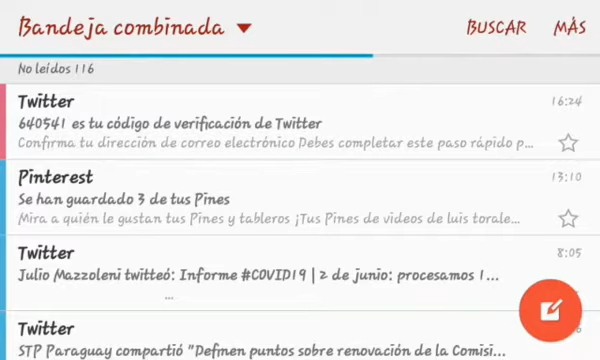 Bandeja combinada
BUSCAR MÁS
No leídos 116
Twitter 16:24
640541 es tu código de verificación de Twitter
Confirma tu dirección de correo electrónico Debes completar este paso rápido p...
Pinterest 13:10
Se han guardado 3 de tus Pines
Mira a quién le gustan tus Pines y tableros ¡Tus Pines de videos de luis torale...
Twitter 8:05
Julio Mazzoleni twitteó: Informe #COVID19 | 2 de junio: procesamos 1...
...
Twitter
STP Paraguay compartió "Definen puntos sobre renovación de la Comisi...